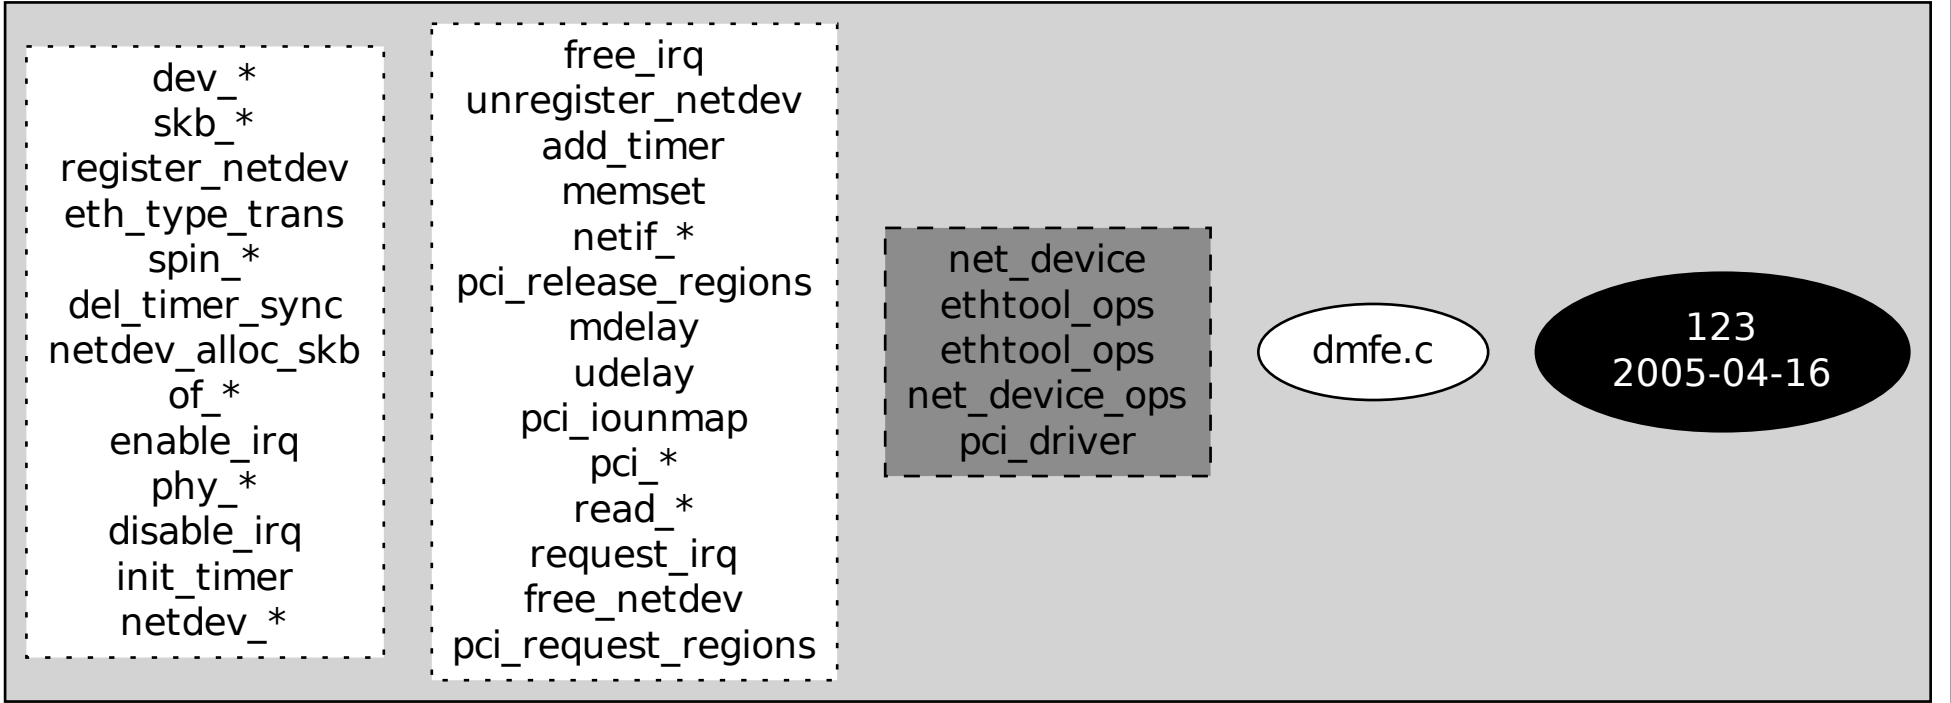 dev_*
skb_*
register_netdev
eth_type_trans
spin_*
del_timer_sync
netdev_alloc_skb
of_*
enable_irq
phy_*
disable_irq
init_timer
netdev_*
free_irq
unregister_netdev
add_timer
memset
netif_*
pci_release_regions
mdelay
udelay
pci_iounmap
pci_*
read_*
request_irq
free_netdev
pci_request_regions
net_device
ethtool_ops
ethtool_ops
net_device_ops
pci_driver
dmfe.c
123
2005-04-16